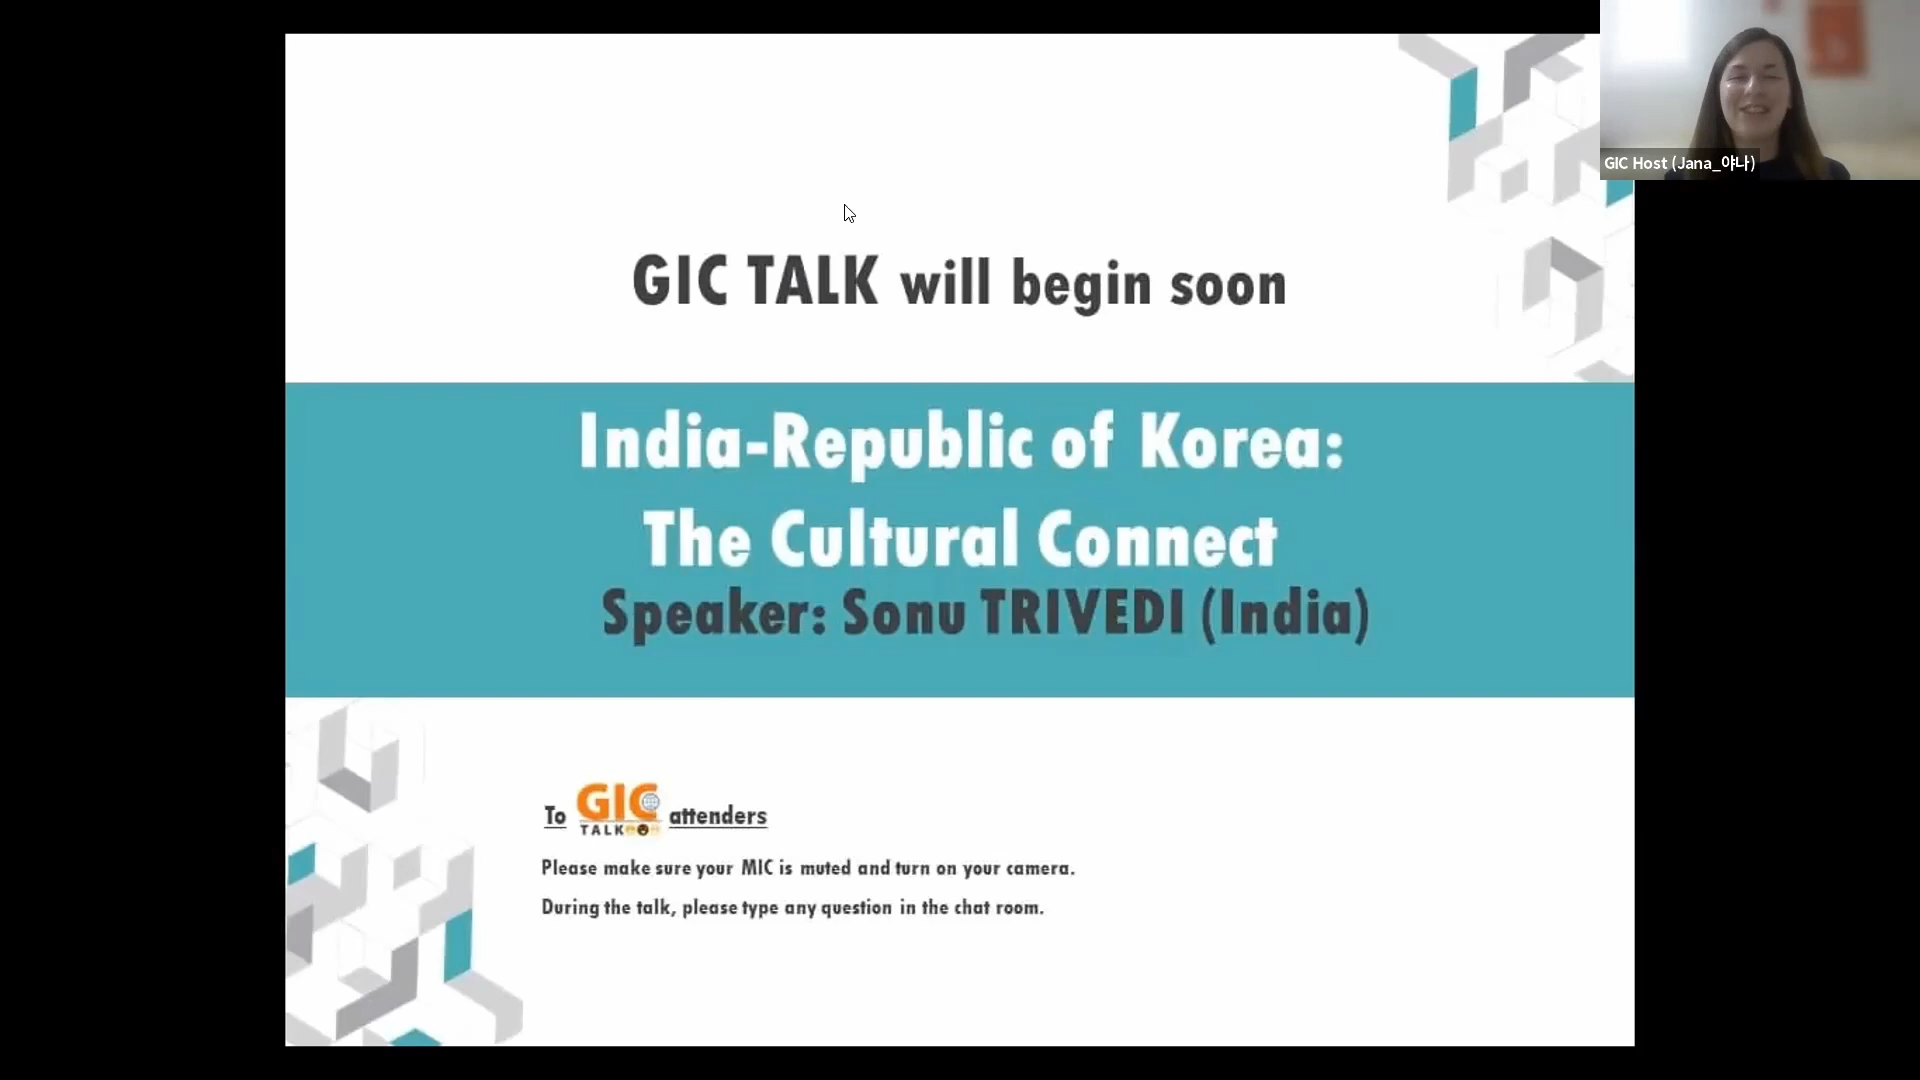 GIC Host (Jana_야나)
GIC TALK will begin soon
India-Republic of Korea:
The Cultural Connect
Speaker: Sonu TRIVEDI (India)
To GIC TALK attenders
Please make sure your MIC is muted and turn on your camera.
During the talk, please type any question in the chat room.